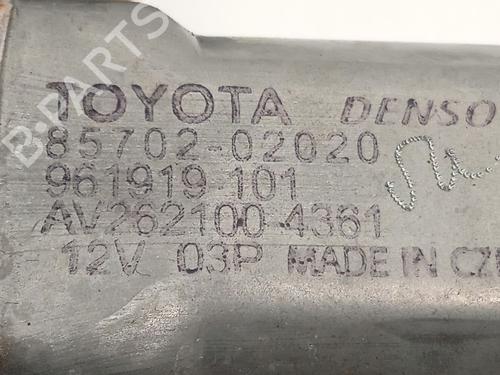 TOYOTA DENSO
85702-02020
961919 101
AV262100 4361
12V 03P MADE IN CZ
B-PARTS